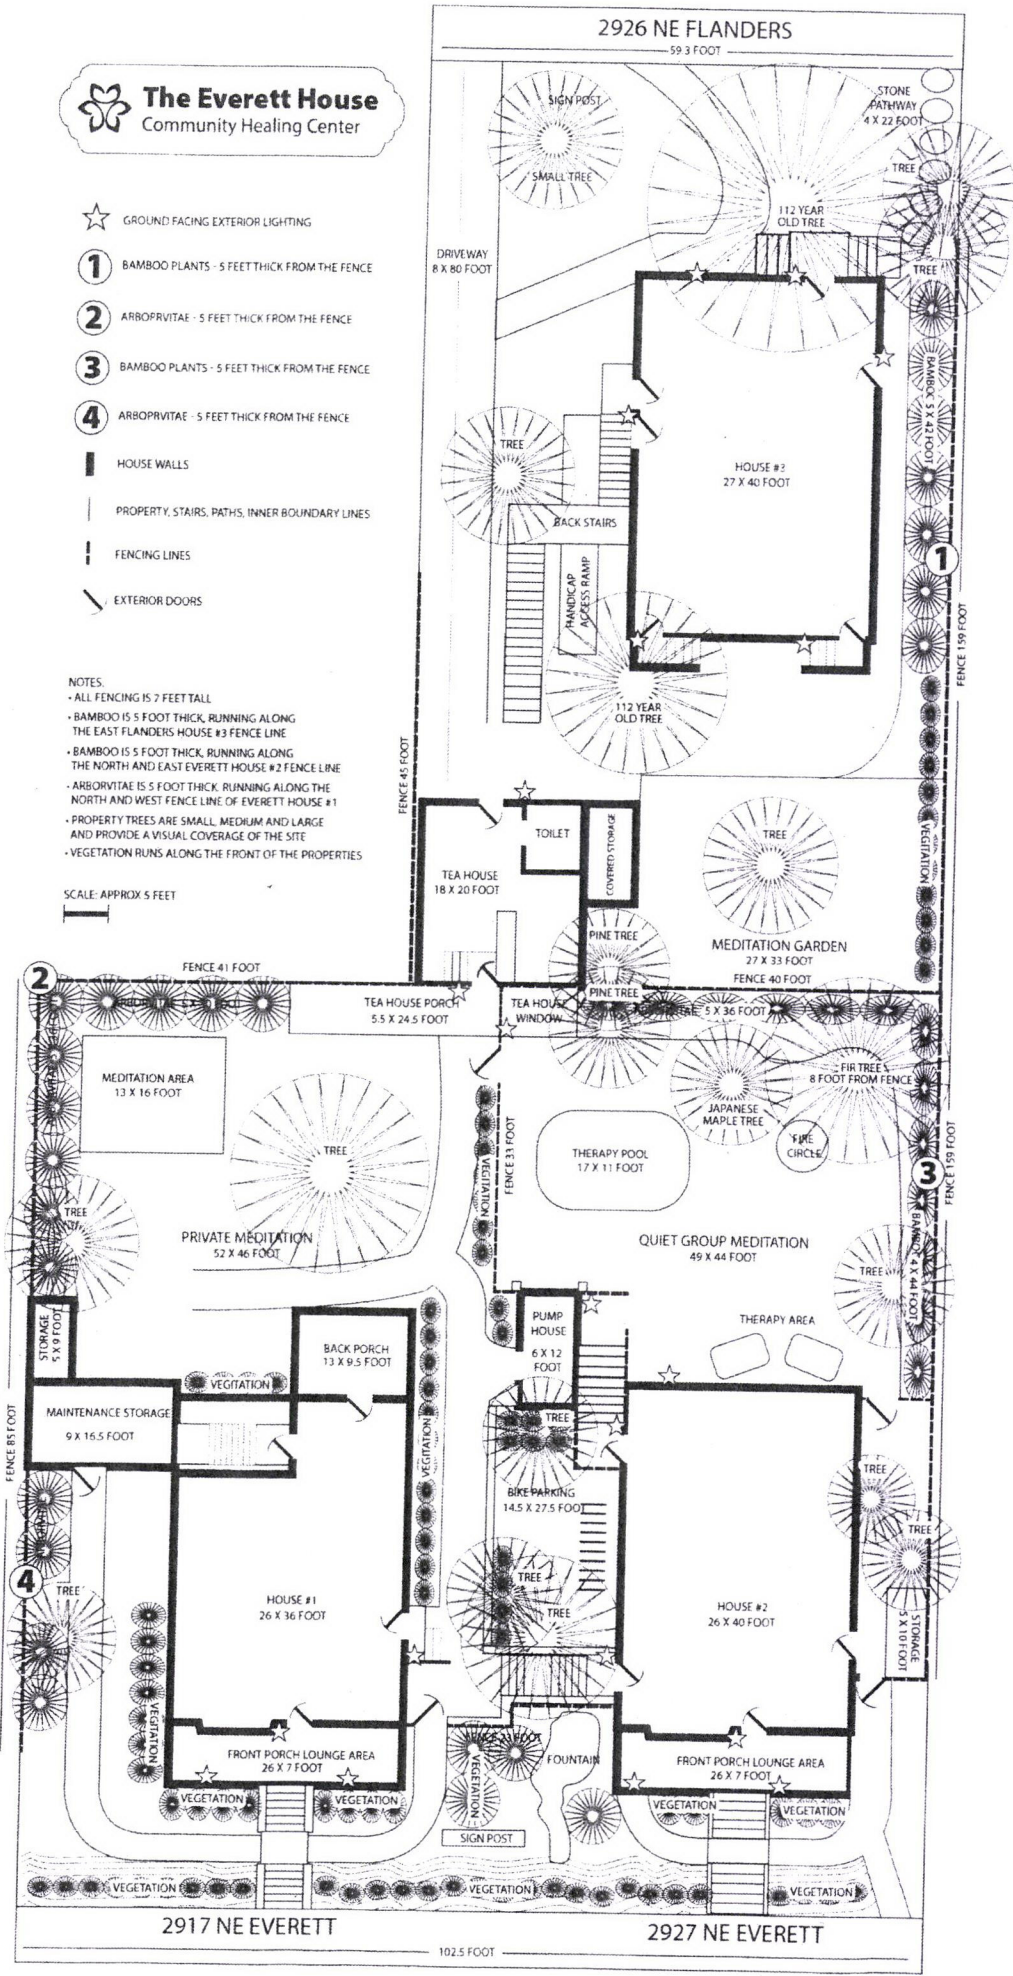 2926 NE FLANDERS
59.3 FOOT
The Everett House
Community Healing Center
GROUND FACING EXTERIOR LIGHTING
1 BAMBOO PLANTS - 5 FEET THICK FROM THE FENCE
2 ARBOPRVITAE - 5 FEET THICK FROM THE FENCE
3 BAMBOO PLANTS - 5 FEET THICK FROM THE FENCE
4 ARBOPRVITAE - 5 FEET THICK FROM THE FENCE
HOUSE WALLS
PROPERTY, STAIRS, PATHS, INNER BOUNDARY LINES
FENCING LINES
EXTERIOR DOORS
NOTES.
• ALL FENCING IS 7 FEET TALL
• BAMBOO IS 5 FOOT THICK, RUNNING ALONG
THE EAST FLANDERS HOUSE #3 FENCE LINE
• BAMBOO IS 5 FOOT THICK, RUNNING ALONG
THE NORTH AND EAST EVERETT HOUSE #2 FENCE LINE
• ARBORVITAE IS 5 FOOT THICK RUNNING ALONG THE
NORTH AND WEST FENCE LINE OF EVERETT HOUSE #1
• PROPERTY TREES ARE SMALL, MEDIUM AND LARGE
AND PROVIDE A VISUAL COVERAGE OF THE SITE
• VEGETATION RUNS ALONG THE FRONT OF THE PROPERTIES
SCALE: APPROX 5 FEET
SIGN POST
SMALL TREE
STONE
PATHWAY
4 X 22 FOOT
TREE
112 YEAR
OLD TREE
TREE
DRIVEWAY
8 X 80 FOOT
TREE
HOUSE #3
27 X 40 FOOT
BACK STAIRS
HANDICAP
ACCESS RAMP
112 YEAR
OLD TREE
1
FENCE 159 FOOT
FENCE 45 FOOT
VEGITATION
TOILET
TEA HOUSE
18 X 20 FOOT
COVERED STORAGE
TREE
MEDITATION GARDEN
27 X 33 FOOT
FENCE 40 FOOT
PINE TREE
PINE TREE
2
FENCE 41 FOOT
TEA HOUSE PORCH
5.5 X 24.5 FOOT
TEA HOUSE
WINDOW
5 X 36 FOOT
MEDITATION AREA
13 X 16 FOOT
TREE
TREE
PRIVATE MEDITATION
52 X 46 FOOT
VEGITATION
FENCE 33 FOOT
THERAPY POOL
17 X 11 FOOT
JAPANESE
MAPLE TREE
FIR TREE
8 FOOT FROM FENCE
FIRE
CIRCLE
3
FENCE 159 FOOT
QUIET GROUP MEDITATION
49 X 44 FOOT
TREE
THERAPY AREA
STORAGE
5 X 9 FOOT
BACK PORCH
13 X 9.5 FOOT
VEGITATION
MAINTENANCE STORAGE
9 X 16.5 FOOT
FENCE 85 FOOT
PUMP
HOUSE
6 X 12
FOOT
TREE
VEGITATION
BIKE PARKING
14.5 X 27.5 FOOT
TREE
TREE
TREE
TREE
STORAGE
5 X 10 FOOT
4
TREE
HOUSE #1
26 X 36 FOOT
HOUSE #2
26 X 40 FOOT
VEGITATION
FRONT PORCH LOUNGE AREA
26 X 7 FOOT
FOUNTAIN
VEGETATION
FRONT PORCH LOUNGE AREA
26 X 7 FOOT
VEGETATION
VEGETATION
VEGETATION
VEGETATION
SIGN POST
VEGETATION
VEGETATION
VEGETATION
2917 NE EVERETT
2927 NE EVERETT
102.5 FOOT